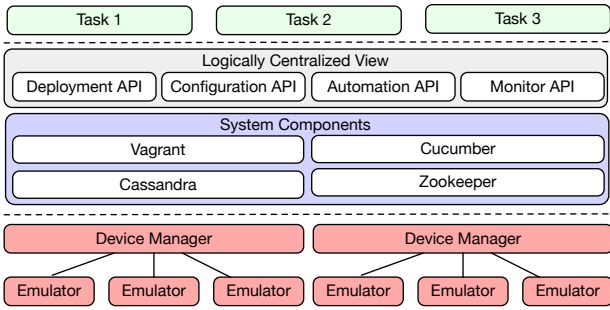 Task 1 Task 2 Task 3
Logically Centralized View
Deployment API Configuration API Automation API Monitor API
System Components
Vagrant Cucumber
Cassandra Zookeeper
Device Manager Device Manager
Emulator Emulator Emulator Emulator Emulator Emulator